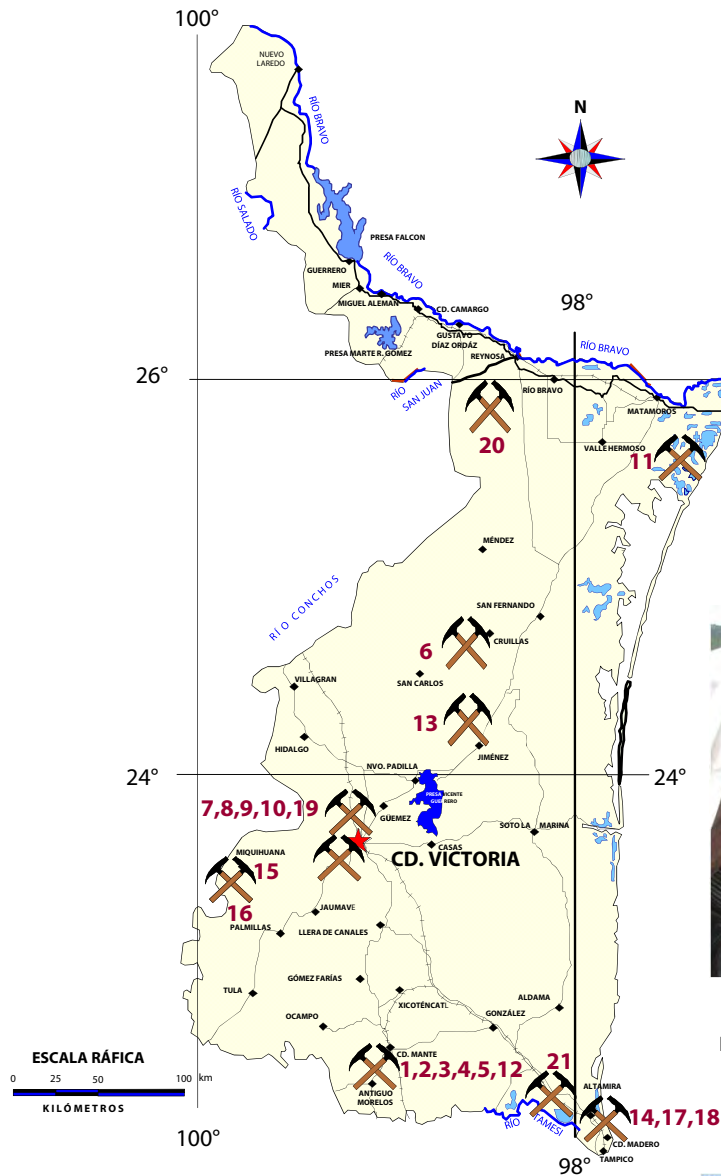 100°
NUEVO
LAREDO
RÍO BRAVO
N
RÍO SALADO
PRESA FALCON
GUERRERO
RÍO BRAVO
MIER
MIGUEL ALEMAN
98°
CD. CAMARGO
GUSTAVO
DÍAZ ORDÁZ
RÍO BRAVO
PRESA MARTE R. GOMEZ
REYNOSA
26°
RÍO
SAN JUAN
RÍO BRAVO
MATAMOROS
20
VALLE HERMOSO
11
MÉNDEZ
RÍO CONCHOS
SAN FERNANDO
CRUILLAS
6
SAN CARLOS
VILLAGRAN
13
HIDALGO
JIMÉNEZ
NVO. PADILLA
24°
7,8,9,10,19
PRESA VICENTE
GUERRERO
GÜEMEZ
SOTO LA MARINA
CASAS
MIQUIHUANA
CD. VICTORIA
15
16
JAUMAVE
PALMILLAS
LLERA DE CANALES
GÓMEZ FARÍAS
TULA
XICOTÉNCATL
ALDAMA
OCAMPO
GONZÁLEZ
ESCALA RÁFICA
CD. MANTE
0 50 50 100 km
KILÓMETROS
1,2,3,4,5,12
21
ANTIGUO
MORELOS
ALTAMIRA
14,17,18
RÍO
TAMESI
100°
CD. MADERO
TAMPICO
98°